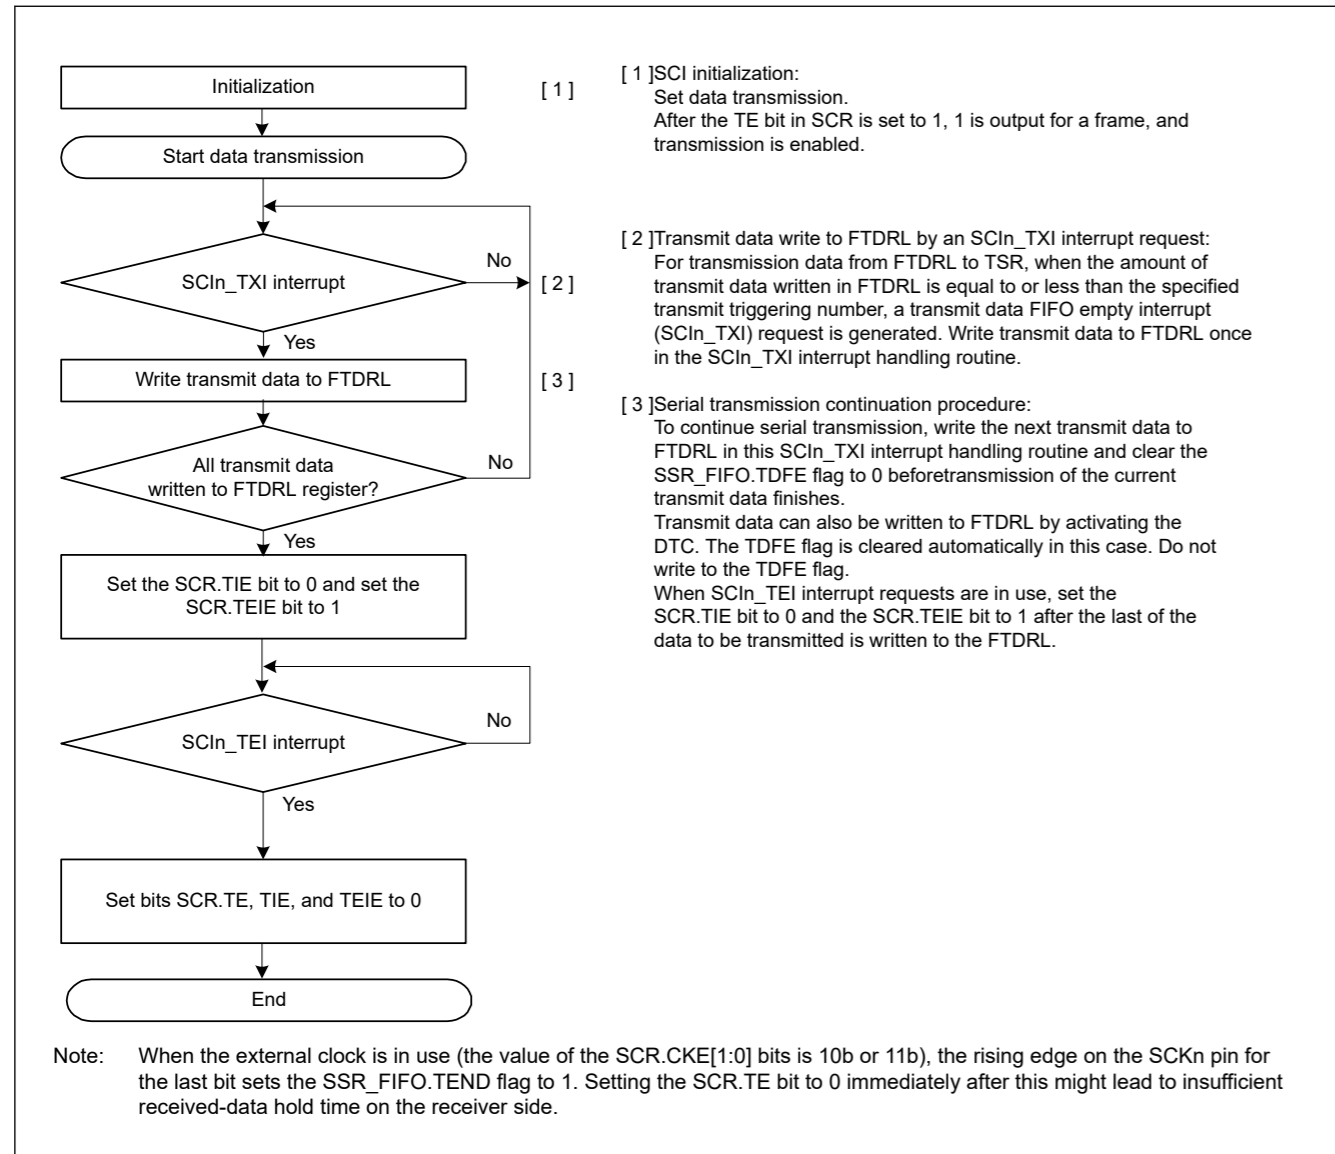 Initialization
[ 1 ]
Start data transmission
SCIn_TXI interrupt
No
[ 2 ]
Yes
Write transmit data to FTDRL
[ 3 ]
All transmit data
written to FTDRL register?
No
Yes
Set the SCR.TIE bit to 0 and set the
SCR.TEIE bit to 1
SCIn_TEI interrupt
No
Yes
Set bits SCR.TE, TIE, and TEIE to 0
End
[ 1 ]SCI initialization:
Set data transmission.
After the TE bit in SCR is set to 1, 1 is output for a frame, and
transmission is enabled.
[ 2 ]Transmit data write to FTDRL by an SCIn_TXI interrupt request:
For transmission data from FTDRL to TSR, when the amount of
transmit data written in FTDRL is equal to or less than the specified
transmit triggering number, a transmit data FIFO empty interrupt
(SCIn_TXI) request is generated. Write transmit data to FTDRL once
in the SCIn_TXI interrupt handling routine.
[ 3 ]Serial transmission continuation procedure:
To continue serial transmission, write the next transmit data to
FTDRL in this SCIn_TXI interrupt handling routine and clear the
SSR_FIFO.TDFE flag to 0 beforetransmission of the current
transmit data finishes.
Transmit data can also be written to FTDRL by activating the
DTC. The TDFE flag is cleared automatically in this case. Do not
write to the TDFE flag.
When SCIn_TEI interrupt requests are in use, set the
SCR.TIE bit to 0 and the SCR.TEIE bit to 1 after the last of the
data to be transmitted is written to the FTDRL.
Note: When the external clock is in use (the value of the SCR.CKE[1:0] bits is 10b or 11b), the rising edge on the SCKn pin for
the last bit sets the SSR_FIFO.TEND flag to 1. Setting the SCR.TE bit to 0 immediately after this might lead to insufficient
received-data hold time on the receiver side.